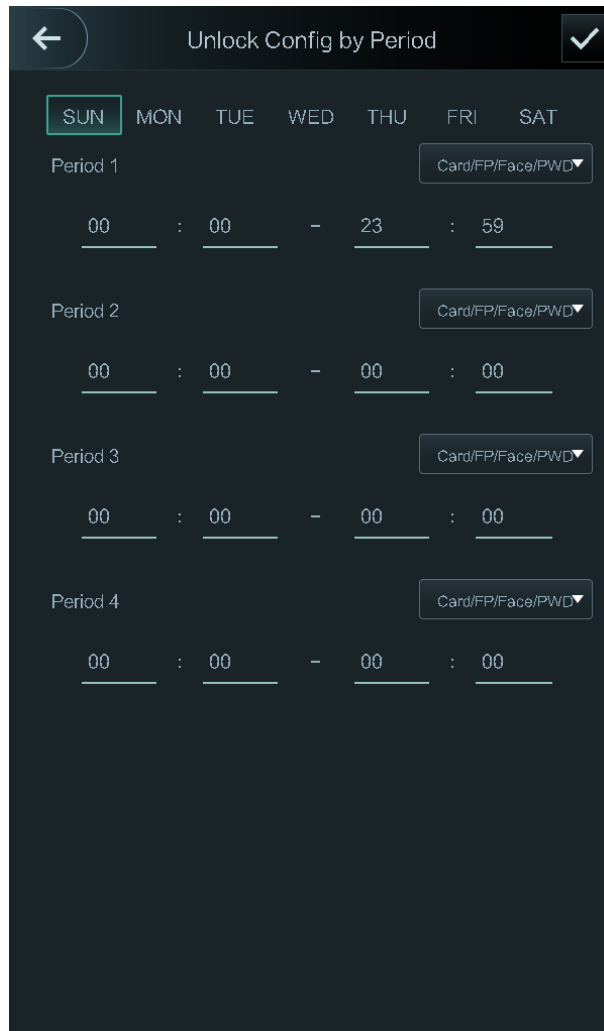 Unlock Config by Period
SUN MON TUE WED THU FRI SAT
Period 1 Card/FP/Face/PWD
00 : 00 – 23 : 59
Period 2 Card/FP/Face/PWD
00 : 00 – 00 : 00
Period 3 Card/FP/Face/PWD
00 : 00 – 00 : 00
Period 4 Card/FP/Face/PWD
00 : 00 – 00 : 00